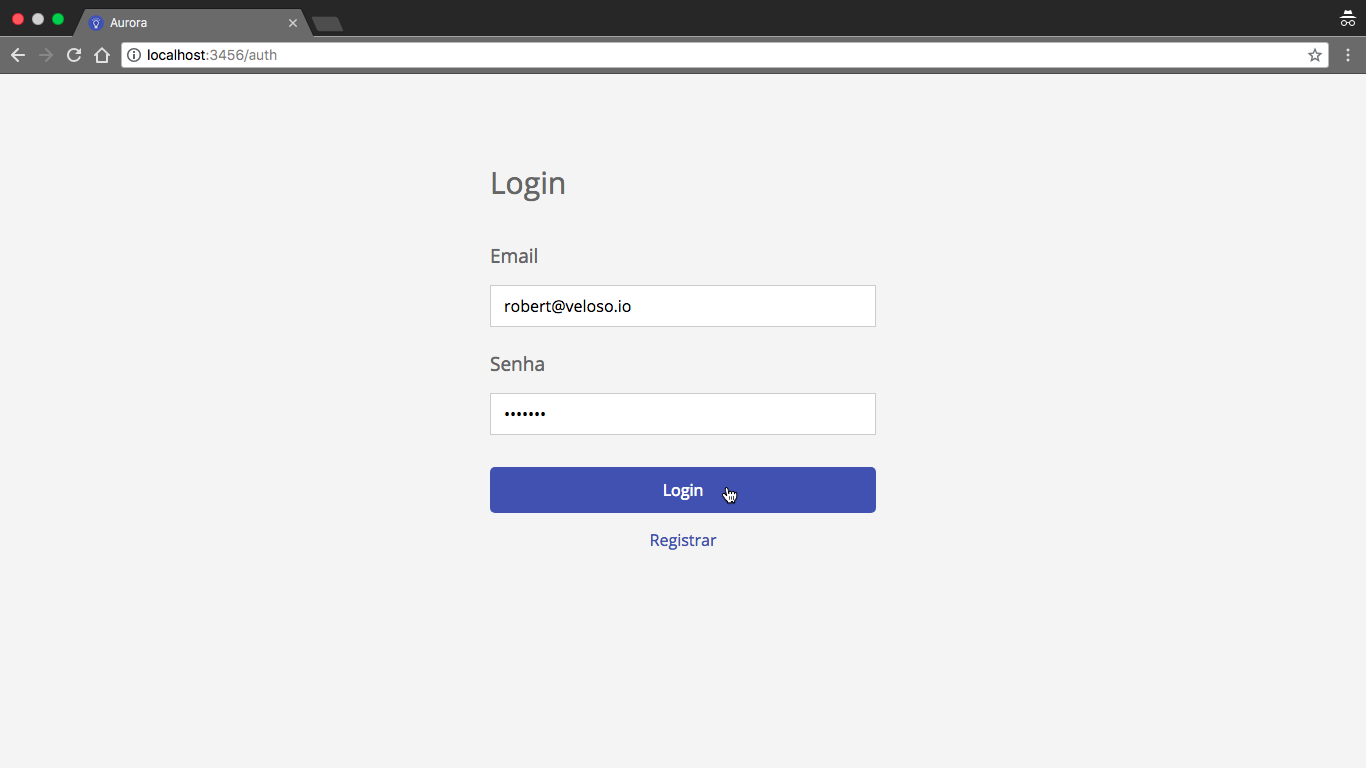 Aurora
localhost:3456/auth
Login
Email
robert@veloso.io
Senha
•••••••
Login
Registrar